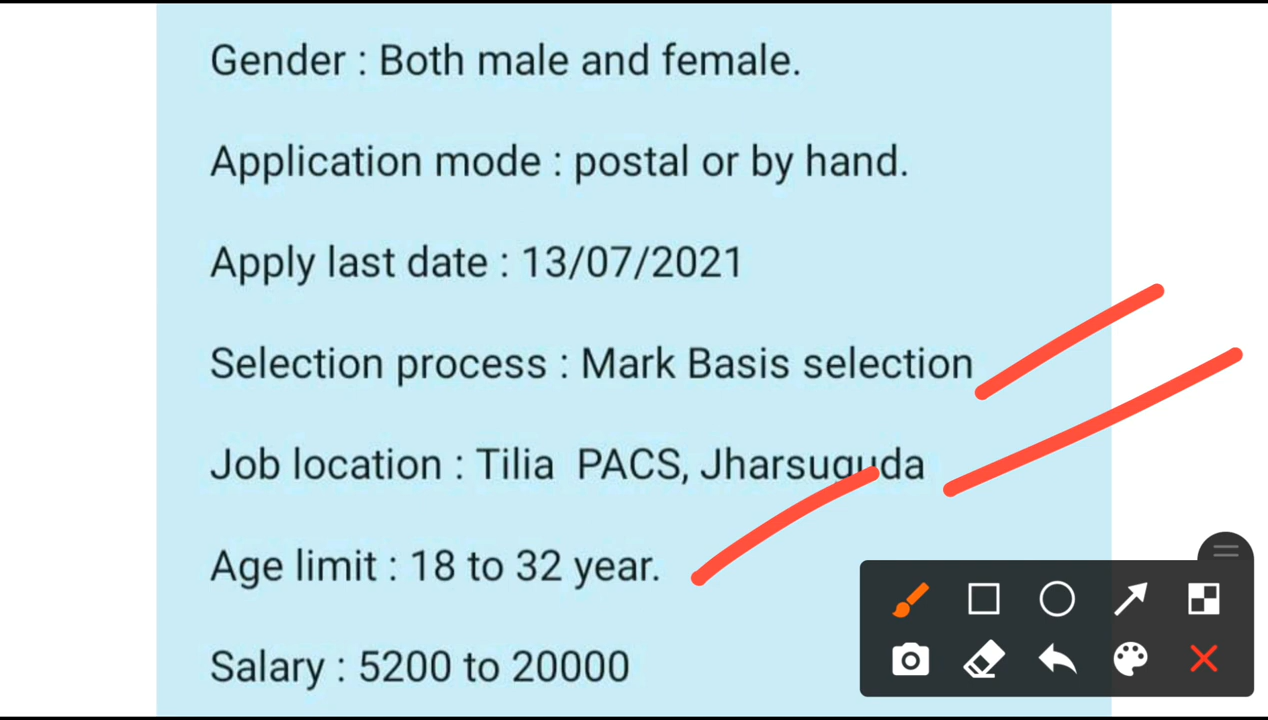 Gender : Both male and female.
Application mode : postal or by hand.
Apply last date : 13/07/2021
Selection process : Mark Basis selection
Job location : Tilia PACS, Jharsuguda
Age limit : 18 to 32 year.
Salary : 5200 to 20000